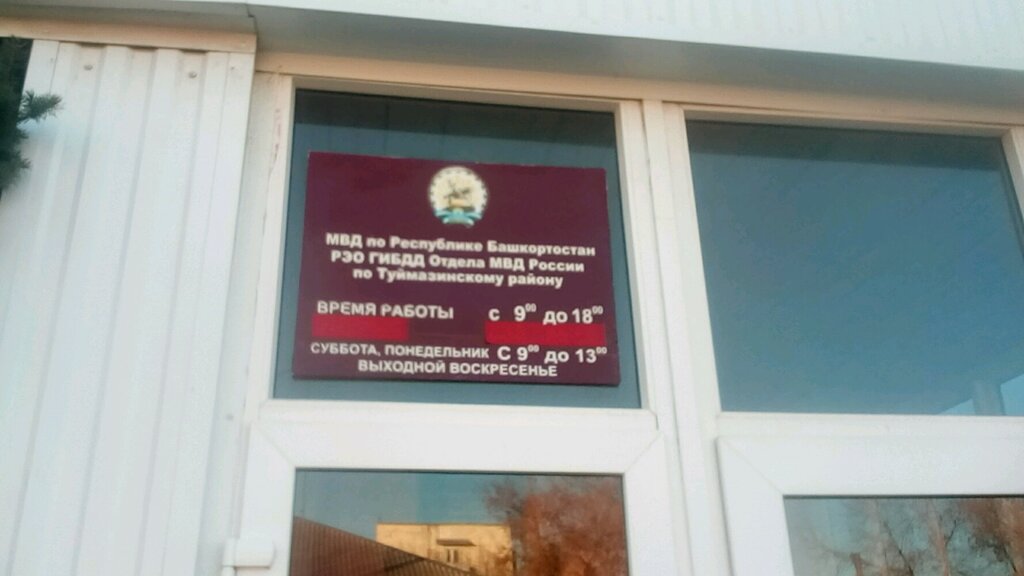 МВД по Республике Башкортостан
РЭО ГИБДД Отдела МВД России
по Туймазинскому району
ВРЕМЯ РАБОТЫ с 9⁰⁰ до 18⁰⁰
СУББОТА, ПОНЕДЕЛЬНИК С 9⁰⁰ до 13⁰⁰
ВЫХОДНОЙ ВОСКРЕСЕНЬЕ